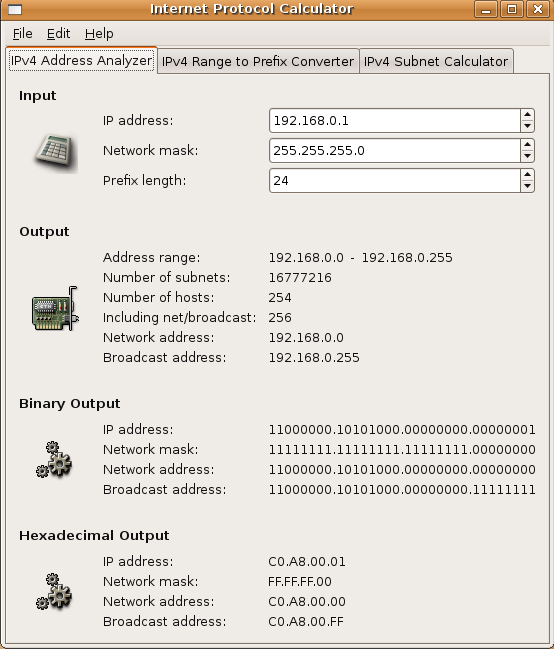 Internet Protocol Calculator
File Edit Help
IPv4 Address Analyzer IPv4 Range to Prefix Converter IPv4 Subnet Calculator
Input
IP address: 192.168.0.1
Network mask: 255.255.255.0
Prefix length: 24
Output
Address range: 192.168.0.0 - 192.168.0.255
Number of subnets: 16777216
Number of hosts: 254
Including net/broadcast: 256
Network address: 192.168.0.0
Broadcast address: 192.168.0.255
Binary Output
IP address: 11000000.10101000.00000000.00000001
Network mask: 11111111.11111111.11111111.00000000
Network address: 11000000.10101000.00000000.00000000
Broadcast address: 11000000.10101000.00000000.11111111
Hexadecimal Output
IP address: C0.A8.00.01
Network mask: FF.FF.FF.00
Network address: C0.A8.00.00
Broadcast address: C0.A8.00.FF